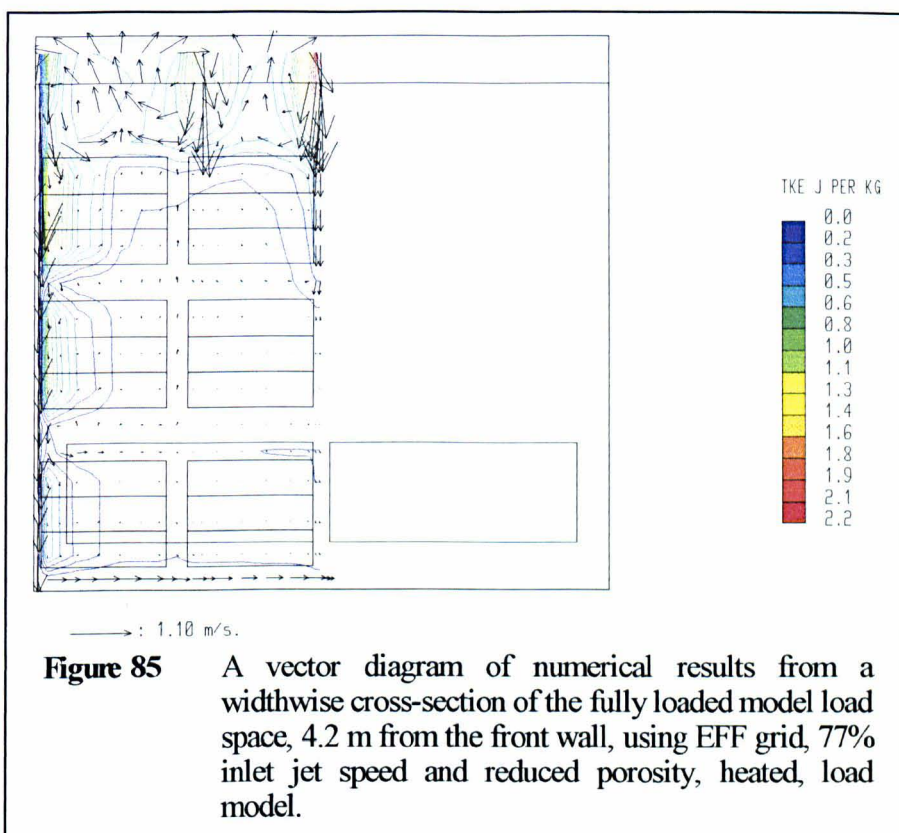 TKE J PER KG
0.0
0.2
0.3
0.5
0.6
0.8
1.0
1.1
1.3
1.4
1.6
1.8
1.9
2.1
2.2
: 1.10 m/s.
Figure 85 A vector diagram of numerical results from a
widthwise cross-section of the fully loaded model load
space, 4.2 m from the front wall, using EFF grid, 77%
inlet jet speed and reduced porosity, heated, load
model.